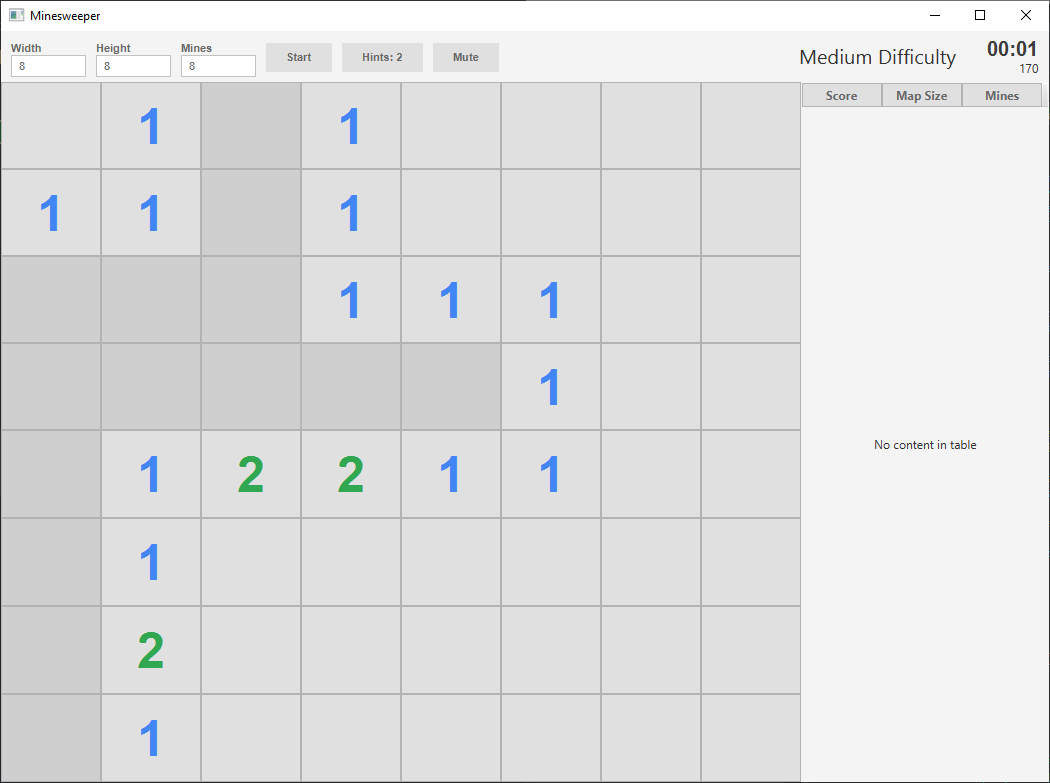 Minesweeper
Width Height Mines
8 8 8
Start Hints: 2 Mute
Medium Difficulty 00:01
170
Score Map Size Mines
1 1
1 1 1
1 1 1
1
No content in table
1 2 2 1 1
1
2
1